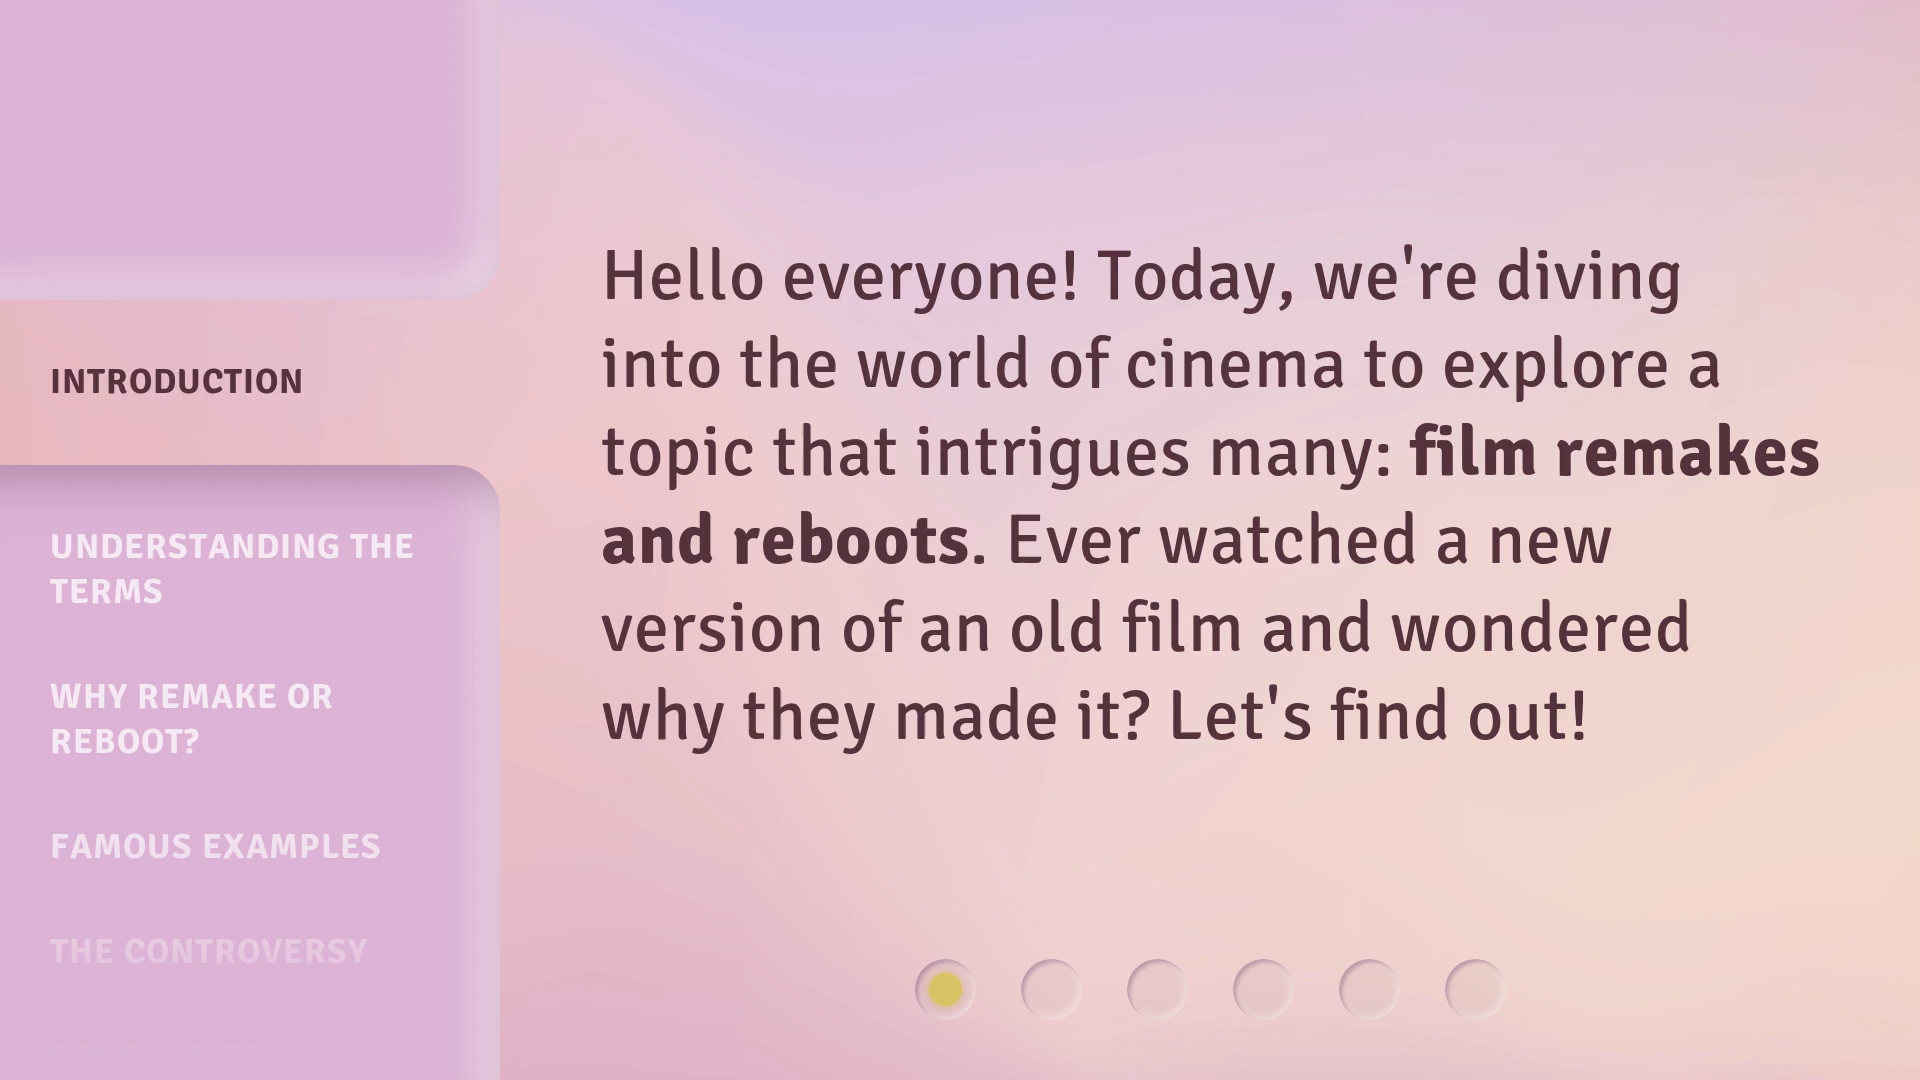 INTRODUCTION
UNDERSTANDING THE
TERMS
WHY REMAKE OR
REBOOT?
FAMOUS EXAMPLES
THE CONTROVERSY
CONCLUSION
Hello everyone! Today, we're diving
into the world of cinema to explore a
topic that intrigues many: film remakes
and reboots. Ever watched a new
version of an old film and wondered
why they made it? Let's find out!